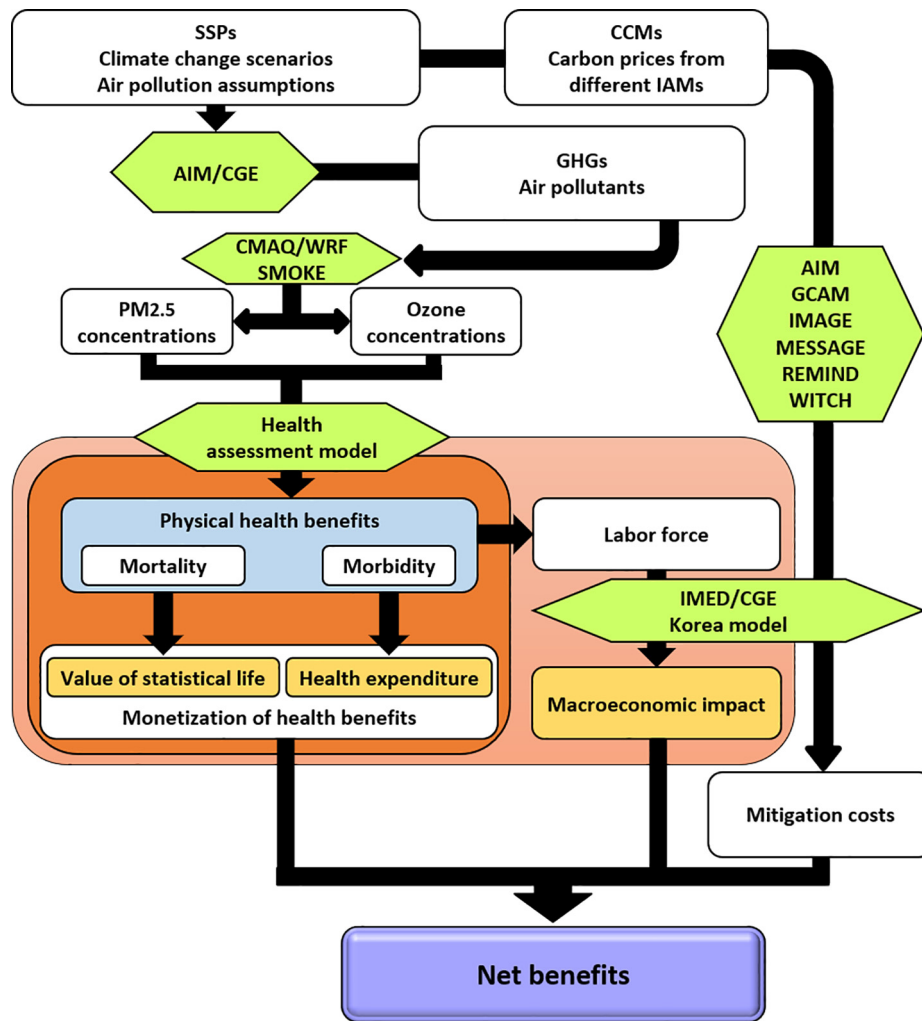 SSPs
Climate change scenarios
Air pollution assumptions
CCMs
Carbon prices from
different IAMs
AIM/CGE
GHGs
Air pollutants
CMAQ/WRF
SMOKE
AIM
GCAM
IMAGE
MESSAGE
REMIND
WITCH
PM2.5
concentrations
Ozone
concentrations
Health
assessment model
Physical health benefits
Mortality
Morbidity
Labor force
IMED/CGE
Korea model
Value of statistical life
Health expenditure
Monetization of health benefits
Macroeconomic impact
Mitigation costs
Net benefits